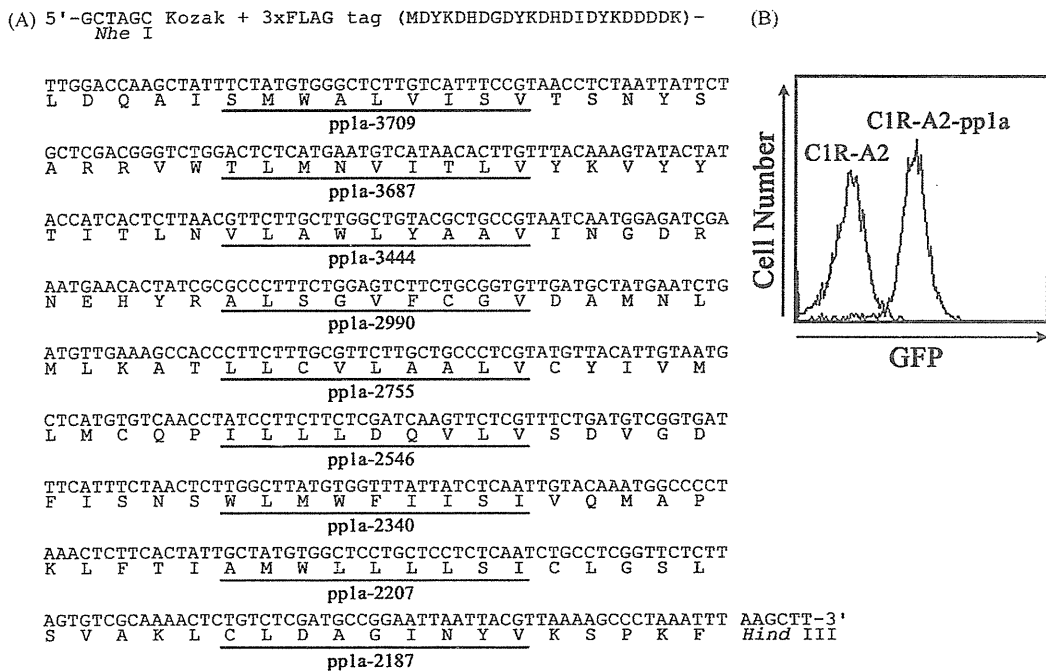 (A) 5'-GCTAGC Kozak + 3xFLAG tag (MDYKDHDGDYKDHDIDYKDDDDK)-
Nhe I
TTGGACCAAGCTATTTCTATGTGGGCTCTTGTCATTTCCGTAACCTCTAATTATTCT
L D Q A I S M W A L V I S V T S N Y S
pp1a-3709
GCTCGACGGGTCTGGACTCTCATGAATGTCATAACACTTGTTTACAAAGTATACTAT
A R R V W T L M N V I T L V Y K V Y Y
pp1a-3687
ACCATCACTCTTAACGTTCTTGCTTGGCTGTACGCTGCCGTAATCAATGGAGATCGA
T I T L N V L A W L Y A A V I N G D R
pp1a-3444
AATGAACACTATCGCGCCCTTTCTGGAGTCTTCTGCGGTGTTGATGCTATGAATCTG
N E H Y R A L S G V F C G V D A M N L
pp1a-2990
ATGTTGAAAGCCACCCTTCTTTGCGTTCTTGCTGCCCTCGTATGTTACATTGTAATG
M L K A T L L C V L A A L V C Y I V M
pp1a-2755
CTCATGTGTCAACCTATCCTTCTTCTCGATCAAGTTCTCGTTTCTGATGTCGGTGAT
L M C Q P I L L L D Q V L V S D V G D
pp1a-2546
TTCATTTCTAACTCTTGGCTTATGTGGTTTATTATCTCAATTGTACAAATGGCCCCT
F I S N S W L M W F I I S I V Q M A P
pp1a-2340
AAACTCTTCACTATTGCTATGTGGCTCCTGCTCCTCTCAATCTGCCTCGGTTCTCTT
K L F T I A M W L L L L S I C L G S L
pp1a-2207
AGTGTCGCAAAACTCTGTCTCGATGCCGGAATTAATTACGTTAAAAGCCCTAAATTT AAGCTT-3'
S V A K L C L D A G I N Y V K S P K F Hind III
pp1a-2187
(B)
C1R-A2-pp1a
C1R-A2
Cell Number
GFP